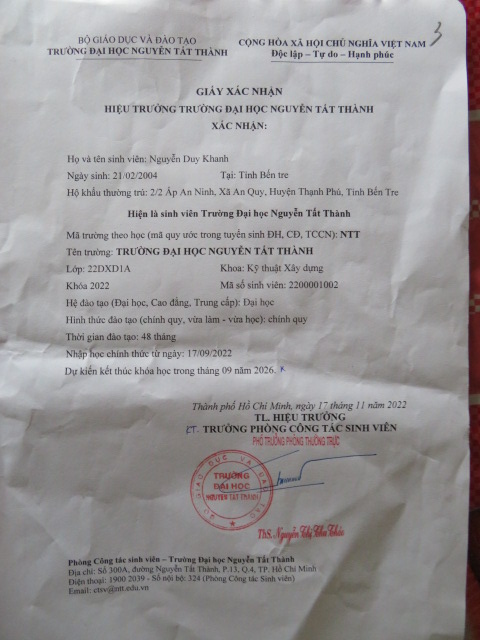 BỘ GIÁO DỤC VÀ ĐÀO TẠO
TRƯỜNG ĐẠI HỌC NGUYỄN TẤT THÀNH
CỘNG HÒA XÃ HỘI CHỦ NGHĨA VIỆT NAM
Độc lập – Tự do – Hạnh phúc
3
GIẤY XÁC NHẬN
HIỆU TRƯỞNG TRƯỜNG ĐẠI HỌC NGUYỄN TẤT THÀNH
XÁC NHẬN:
Họ và tên sinh viên: Nguyễn Duy Khanh
Ngày sinh: 21/02/2004 Tại: Tỉnh Bến tre
Hộ khẩu thường trú: 2/2 Ấp An Ninh, Xã An Quy, Huyện Thạnh Phú, Tỉnh Bến Tre
Hiện là sinh viên Trường Đại học Nguyễn Tất Thành
Mã trường theo học (mã quy ước trong tuyển sinh ĐH, CĐ, TCCN): NTT
Tên trường: TRƯỜNG ĐẠI HỌC NGUYỄN TẤT THÀNH
Lớp: 22DXD1A Khoa: Kỹ thuật Xây dựng
Khóa 2022 Mã số sinh viên: 2200001002
Hệ đào tạo (Đại học, Cao đẳng, Trung cấp): Đại học
Hình thức đào tạo (chính quy, vừa làm - vừa học): chính quy
Thời gian đào tạo: 48 tháng
Nhập học chính thức từ ngày: 17/09/2022
Dự kiến kết thúc khóa học trong tháng 09 năm 2026.
Thành phố Hồ Chí Minh, ngày 17 tháng 11 năm 2022
TL. HIỆU TRƯỞNG
KT. TRƯỞNG PHÒNG CÔNG TÁC SINH VIÊN
PHÓ TRƯỞNG PHÒNG THƯỜNG TRỰC
BỘ GIÁO DỤC VÀ ĐÀO TẠO
TRƯỜNG
ĐẠI HỌC
NGUYỄN TẤT THÀNH
ThS. Nguyễn Thị
Phòng Công tác sinh viên – Trường Đại học Nguyễn Tất Thành
Địa chỉ: Số 300A, đường Nguyễn Tất Thành, P.13, Q.4, TP. Hồ Chí Minh
Điện thoại: 1900 2039 - Số nội bộ: 324 (Phòng Công tác Sinh viên)
Email: ctsv@ntt.edu.vn